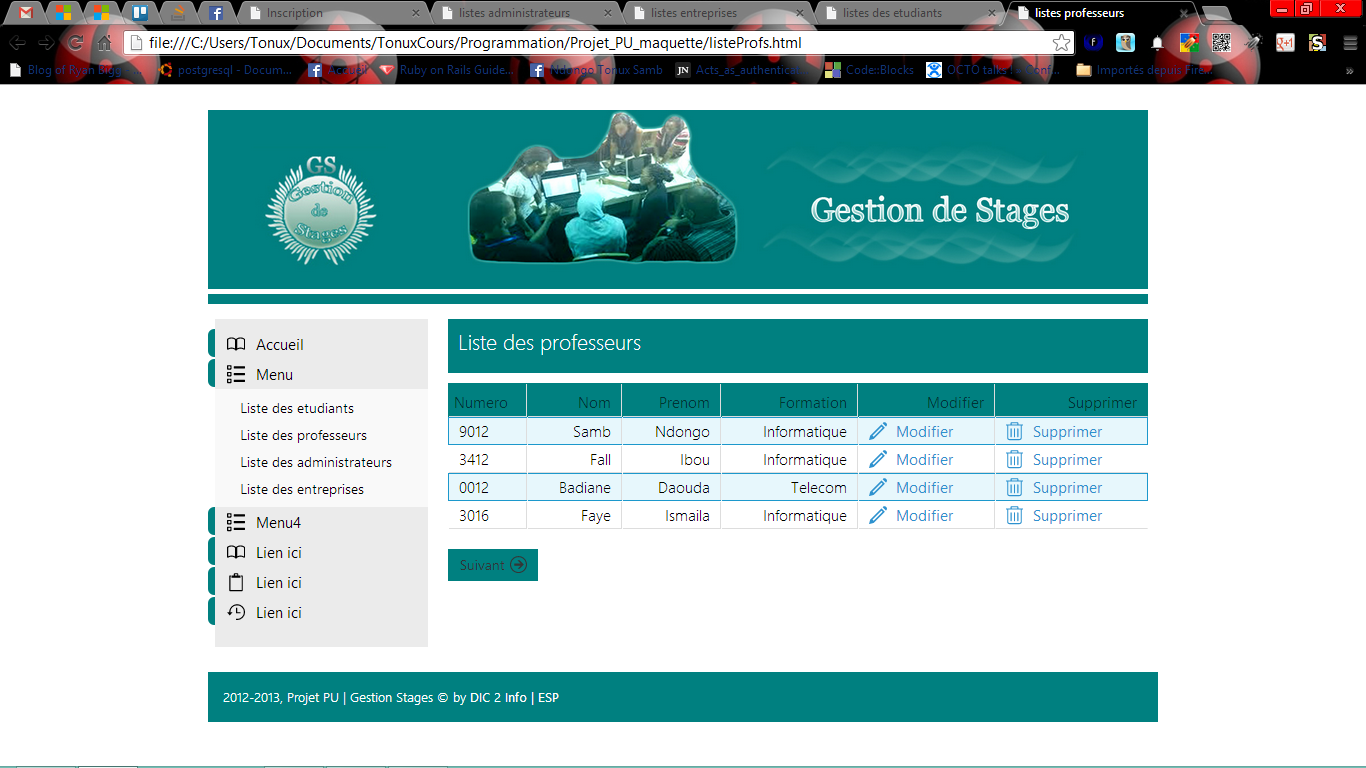 Inscription
listes administrateurs
listes entreprises
listes des etudiants
listes professeurs
file:///C:/Users/Tonux/Documents/TonuxCours/Programmation/Projet_PU_maquette/listeProfs.html
Blog of Ryan Bigg
postgresql - Docum...
Accueil
Ruby on Rails Guide...
Ndongo Tonux Samb
JN Acts_as_authentic
Code::Blocks
OCTO talks !
Importés depuis Fire...
»
GS
Gestion
de
Stages
Gestion de Stages
Accueil
Menu
Liste des etudiants
Liste des professeurs
Liste des administrateurs
Liste des entreprises
Menu4
Lien ici
Lien ici
Lien ici
Liste des professeurs
Numero Nom Prenom Formation Modifier Supprimer
9012 Samb Ndongo Informatique Modifier Supprimer
3412 Fall Ibou Informatique Modifier Supprimer
0012 Badiane Daouda Telecom Modifier Supprimer
3016 Faye Ismaila Informatique Modifier Supprimer
Suivant
2012-2013, Projet PU | Gestion Stages © by DIC 2 Info | ESP